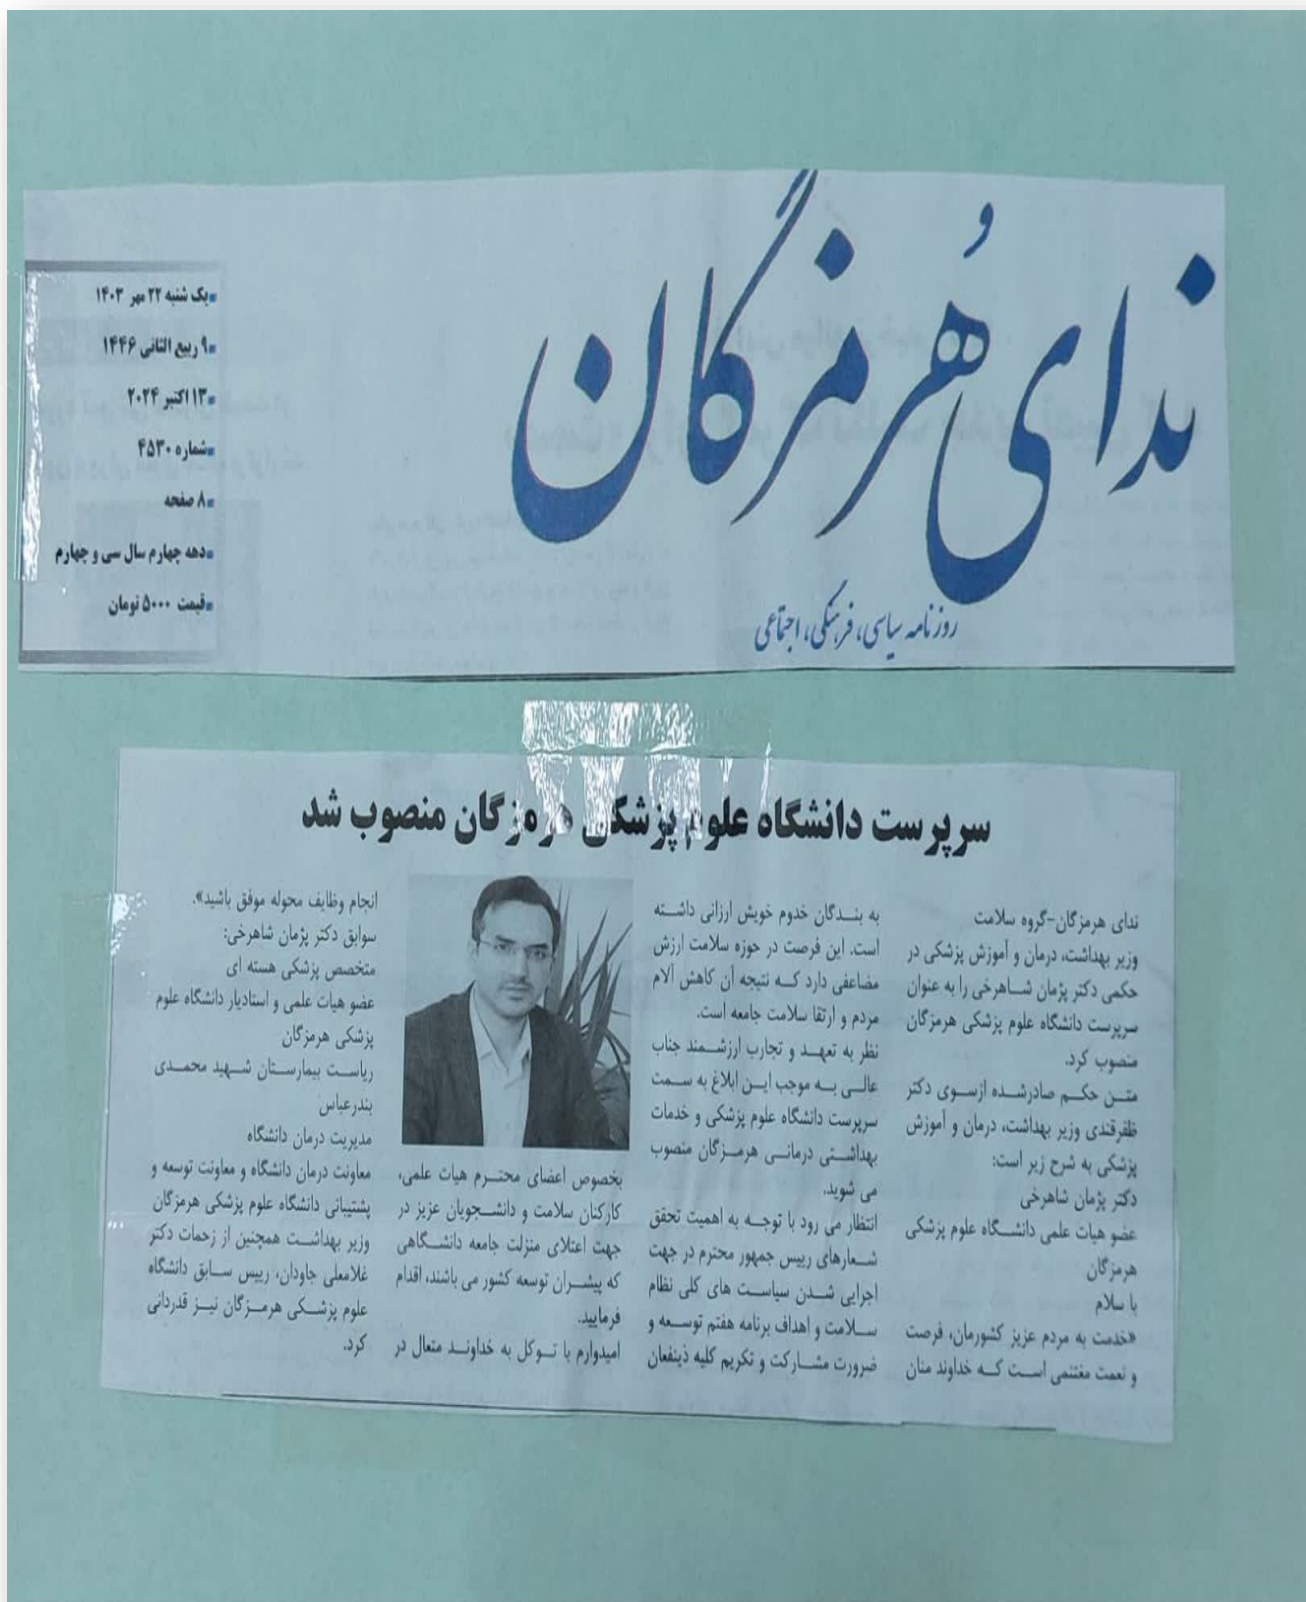 ندای هُرمزگان
روزنامه سیاسی، فرهنگی، اجتماعی
یک شنبه ۲۲ مهر ۱۴۰۳
۹ ربیع الثانی ۱۴۴۶
۱۳ اکتبر ۲۰۲۴
شماره ۴۵۳۰
۸ صفحه
دهه چهارم سال سی و چهارم
قیمت ۵۰۰۰ تومان
سرپرست دانشگاه علوم پزشکی هرمزگان منصوب شد
ندای هرمزگان-گروه سلامت
وزیر بهداشت، درمان و آموزش پزشکی در
حکمی دکتر پژمان شاهرخی را به عنوان
سرپرست دانشگاه علوم پزشکی هرمزگان
منصوب کرد.
متن حکم صادرشده ازسوی دکتر
ظفرقندی وزیر بهداشت، درمان و آموزش
پزشکی به شرح زیر است:
دکتر پژمان شاهرخی
عضو هیات علمی دانشگاه علوم پزشکی
هرمزگان
با سلام
«خدمت به مردم عزیز کشورمان، فرصت
و نعمت مغتنمی است که خداوند منان
به بندگان خدوم خویش ارزانی داشته
است. این فرصت در حوزه سلامت ارزش
مضاعفی دارد که نتیجه آن کاهش آلام
مردم و ارتقا سلامت جامعه است.
نظر به تعهد و تجارب ارزشمند جناب
عالی به موجب این ابلاغ به سمت
سرپرست دانشگاه علوم پزشکی و خدمات
بهداشتی درمانی هرمزگان منصوب
می شوید.
انتظار می رود با توجه به اهمیت تحقق
شعارهای رییس جمهور محترم در جهت
اجرایی شدن سیاست های کلی نظام
سلامت و اهداف برنامه هفتم توسعه و
ضرورت مشارکت و تکریم کلیه ذینفعان
بخصوص اعضای محترم هیات علمی،
کارکنان سلامت و دانشجویان عزیز در
جهت اعتلای منزلت جامعه دانشگاهی
که پیشران توسعه کشور می باشند، اقدام
فرمایید.
امیدوارم با توکل به خداوند متعال در
انجام وظایف محوله موفق باشید».
سوابق دکتر پژمان شاهرخی:
متخصص پزشکی هسته ای
عضو هیات علمی و استادیار دانشگاه علوم
پزشکی هرمزگان
ریاست بیمارستان شهید محمدی
بندرعباس
مدیریت درمان دانشگاه
معاونت درمان دانشگاه و معاونت توسعه و
پشتیبانی دانشگاه علوم پزشکی هرمزگان
وزیر بهداشت همچنین از زحمات دکتر
غلامعلی جاودان، رییس سابق دانشگاه
علوم پزشکی هرمزگان نیز قدردانی
کرد.